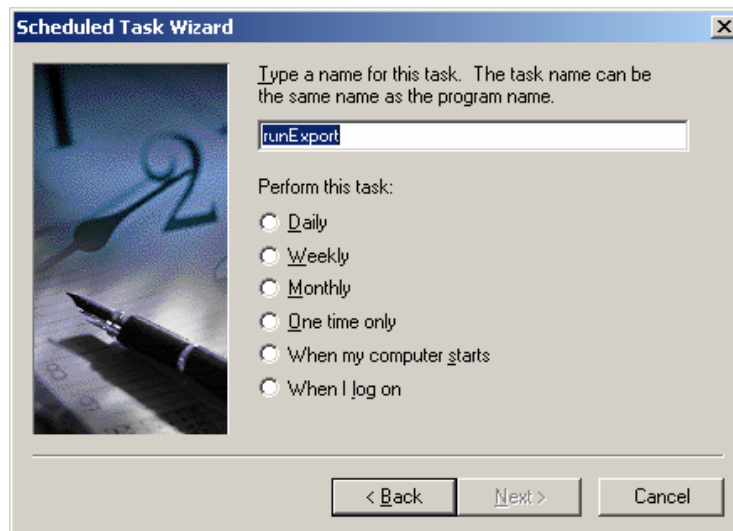 Scheduled Task Wizard
Type a name for this task. The task name can be
the same name as the program name.
runExport
Perform this task:
Daily
Weekly
Monthly
One time only
When my computer starts
When I log on
< Back
Next >
Cancel